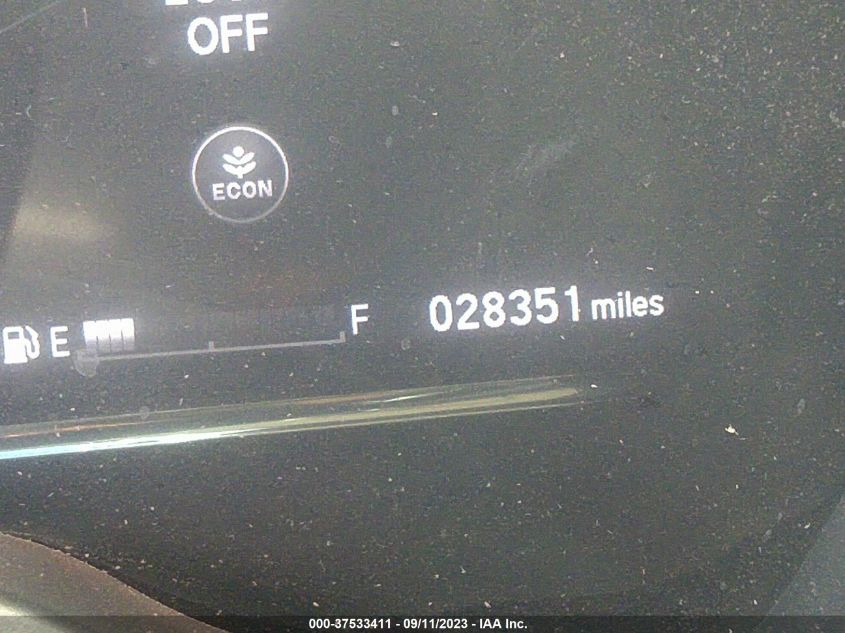 OFF
ECON
E F 028351 miles
000-37533411 - 09/11/2023 - IAA Inc.